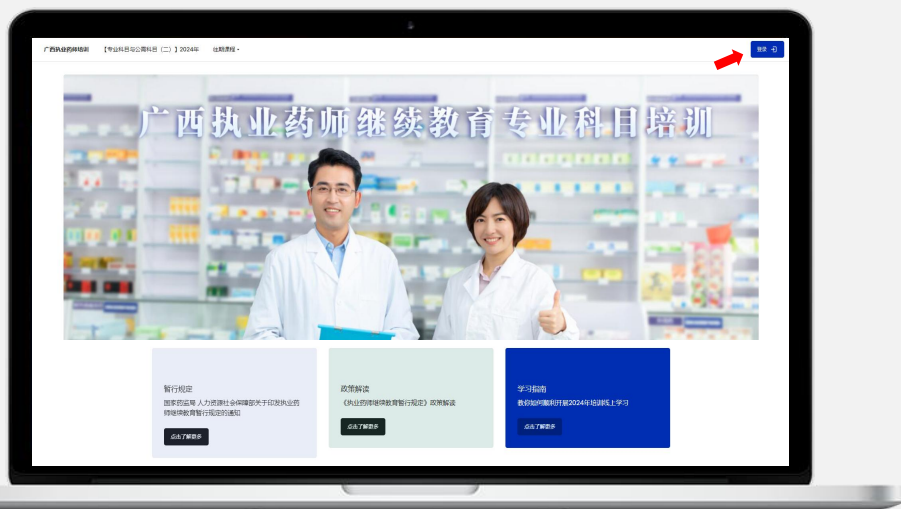 广西执业药师培训 【专业科目与公需科目（二）】2024年 往期课程
登录
广西执业药师继续教育专业科目培训
暂行规定
国家药监局 人力资源社会保障部关于印发执业药
师继续教育暂行规定的通知
点击了解更多
政策解读
《执业药师继续教育暂行规定》政策解读
点击了解更多
学习指南
教你如何顺利开展2024年培训线上学习
点击了解更多